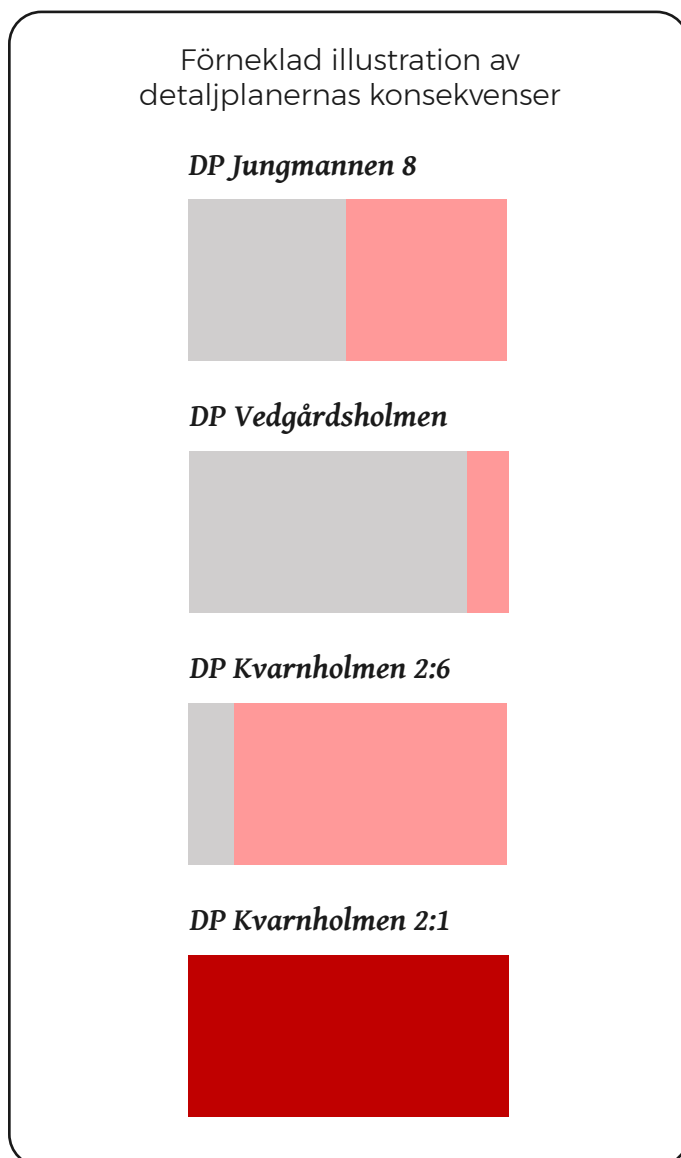 Förneklad illustration av
detaljplanernas konsekvenser
DP Jungmannen 8
DP Vedgårdsholmen
DP Kvarnholmen 2:6
DP Kvarnholmen 2:1